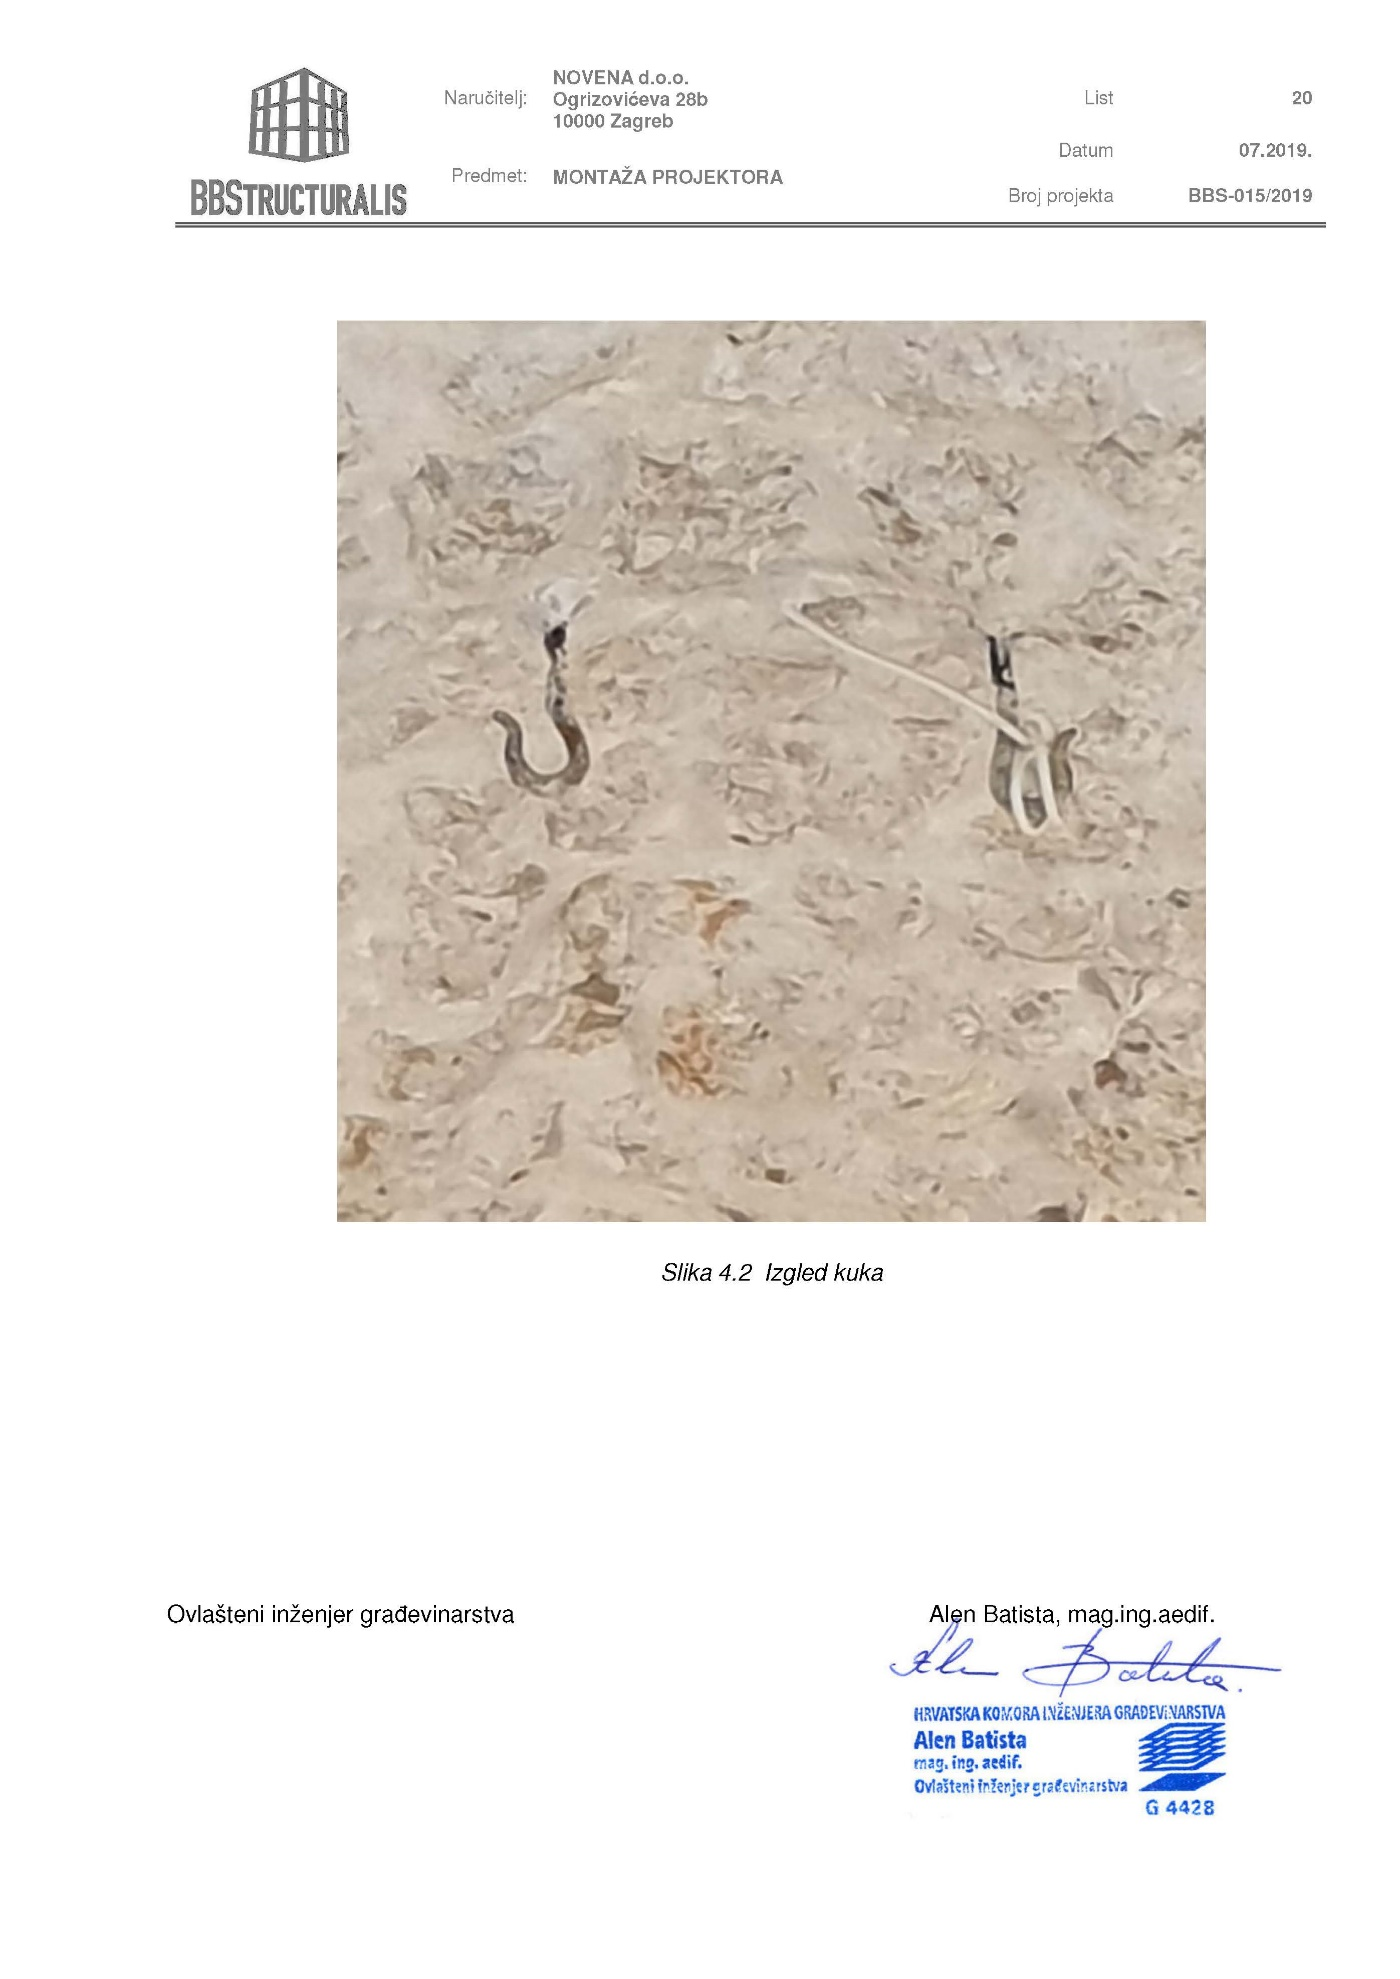 BBSTRUCTURALIS
Naručitelj:
NOVENA d.o.o.
Ogrizovićeva 28b
10000 Zagreb
Predmet:
MONTAŽA PROJEKTORA
List 20
Datum 07.2019.
Broj projekta BBS-015/2019
Slika 4.2 Izgled kuka
Ovlašteni inženjer građevinarstva
Alen Batista, mag.ing.aedif.
Alen Batista
HRVATSKA KOMORA INŽENJERA GRAĐEVINARSTVA
Alen Batista
mag. ing. aedif.
Ovlašteni inženjer građevinarstva
G 4428